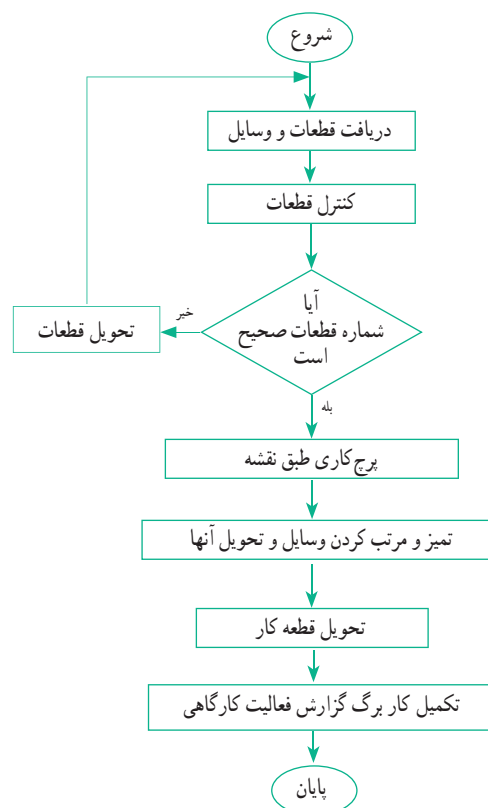 شروع
دریافت قطعات و وسایل
کنترل قطعات
آیا
شماره قطعات صحیح
است
خیر
تحویل قطعات
بله
پرچ‌کاری طبق نقشه
تمیز و مرتب کردن وسایل و تحویل آنها
تحویل قطعه کار
تکمیل کار برگ گزارش فعالیت کارگاهی
پایان